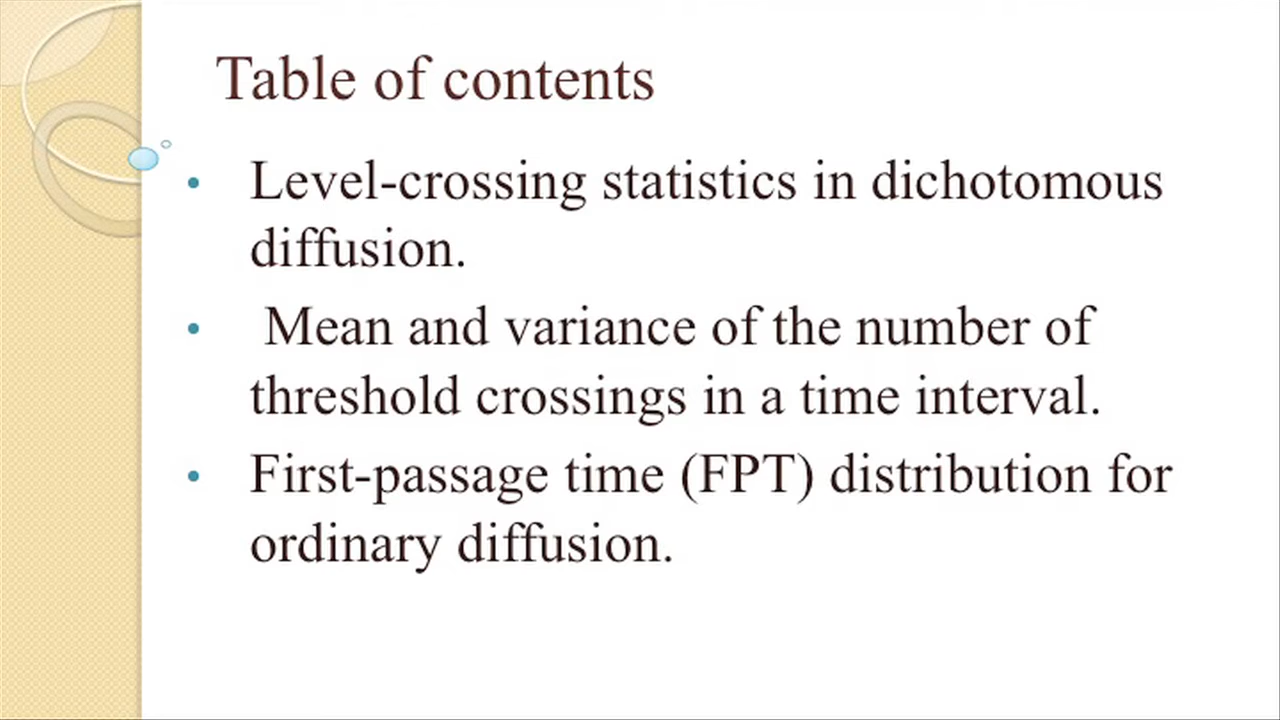 Table of contents
• Level-crossing statistics in dichotomous
diffusion.
• Mean and variance of the number of
threshold crossings in a time interval.
• First-passage time (FPT) distribution for
ordinary diffusion.